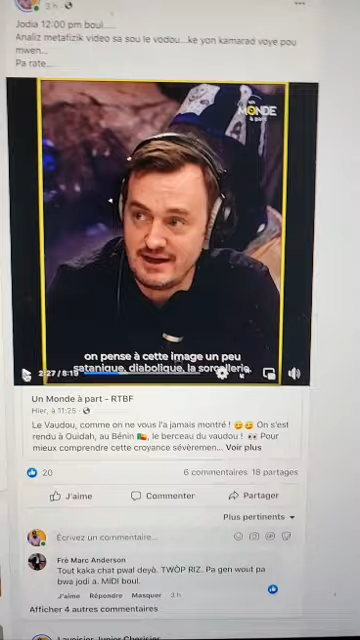 3 h
Jodia 12:00 pm boul.....
Analiz metafizik video sa sou le vodou...ke yon kamarad voye pou
mwen...
Pa rate...
un
MONDE
à part
on pense à cette image un peu
satanique, diabolique, la sorcellerie,
2:27 / 8:19
Un Monde à part - RTBF
Hier, à 11:25
Le Vaudou, comme on ne vous l'a jamais montré ! 😏😏 On s'est
rendu à Ouidah, au Bénin 🇧🇯, le berceau du vaudou ! 👀 Pour
mieux comprendre cette croyance sévèremen... Voir plus
20
6 commentaires 18 partages
J'aime
Commenter
Partager
Plus pertinents
Écrivez un commentaire...
Frè Marc Anderson
Tout kaka chat pwal deyò. TWÒP RIZ. Pa gen wout pa
bwa jodi a. MIDI boul.
J'aime Répondre Masquer 3 h
Afficher 4 autres commentaires
Junior